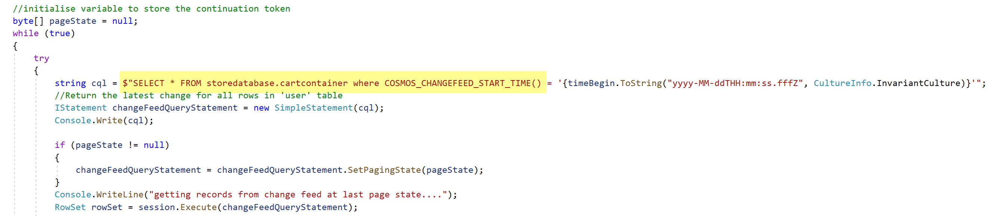 //initialise variable to store the continuation token
byte[] pageState = null;
while (true)
{
try
{
string cql = $"SELECT * FROM storedatabase.cartcontainer where COSMOS_CHANGEFEED_START_TIME() = '{timeBegin.ToString("yyyy-MM-ddTHH:mm:ss.fffZ", CultureInfo.InvariantCulture)}'";
//Return the latest change for all rows in 'user' table
IStatement changeFeedQueryStatement = new SimpleStatement(cql);
Console.Write(cql);
if (pageState != null)
{
changeFeedQueryStatement = changeFeedQueryStatement.SetPagingState(pageState);
}
Console.WriteLine("getting records from change feed at last page state....");
RowSet rowSet = session.Execute(changeFeedQueryStatement);